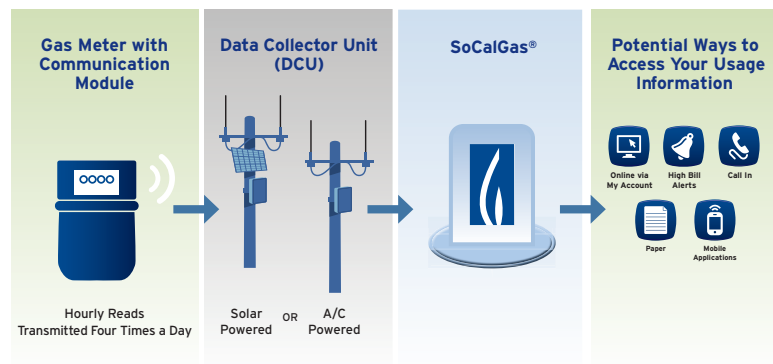 Gas Meter with
Communication
Module
0000
Hourly Reads
Transmitted Four Times a Day
Data Collector Unit
(DCU)
Solar
Powered
OR
A/C
Powered
SoCalGas®
Potential Ways to
Access Your Usage
Information
Online via
My Account
High Bill
Alerts
Call In
Paper
Mobile
Applications